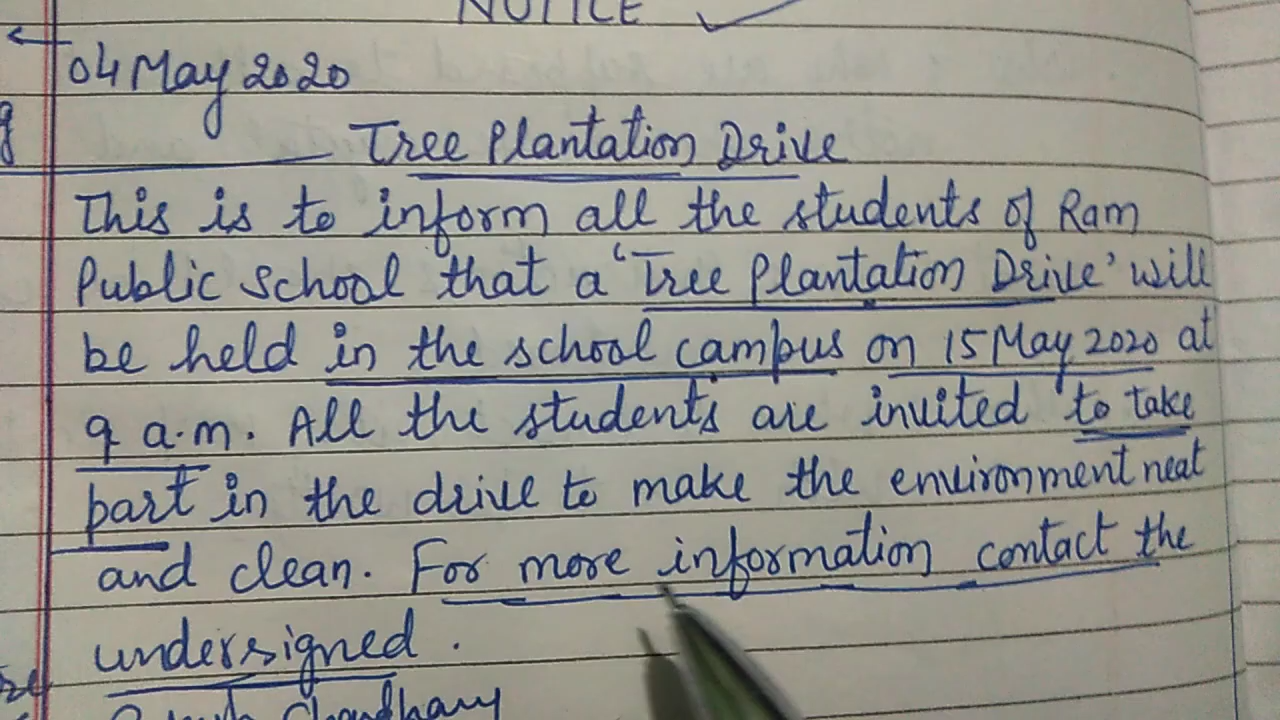 NOTICE
04 May 2020
Tree Plantation Drive
This is to inform all the students of Ram
Public School that a 'Tree Plantation Drive' will
be held in the school campus on 15 May 2020 at
9 a.m. All the students are invited to take
part in the drive to make the environment neat
and clean. For more information contact the
undersigned.
Chaudhary